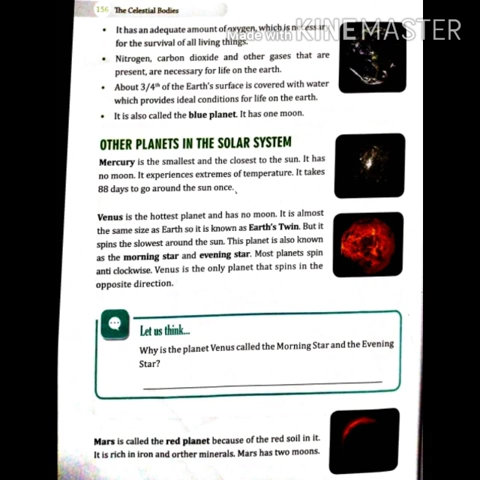 156 The Celestial Bodies
Made with KINEMASTER
• It has an adequate amount of oxygen, which is necessary
for the survival of all living things.
• Nitrogen, carbon dioxide and other gases that are
present, are necessary for life on the earth.
• About 3/4th of the Earth's surface is covered with water
which provides ideal conditions for life on the earth.
• It is also called the blue planet. It has one moon.
OTHER PLANETS IN THE SOLAR SYSTEM
Mercury is the smallest and the closest to the sun. It has
no moon. It experiences extremes of temperature. It takes
88 days to go around the sun once.
Venus is the hottest planet and has no moon. It is almost
the same size as Earth so it is known as Earth's Twin. But it
spins the slowest around the sun. This planet is also known
as the morning star and evening star. Most planets spin
anti clockwise. Venus is the only planet that spins in the
opposite direction.
Let us think...
Why is the planet Venus called the Morning Star and the Evening
Star?
Mars is called the red planet because of the red soil in it.
It is rich in iron and orther minerals. Mars has two moons.